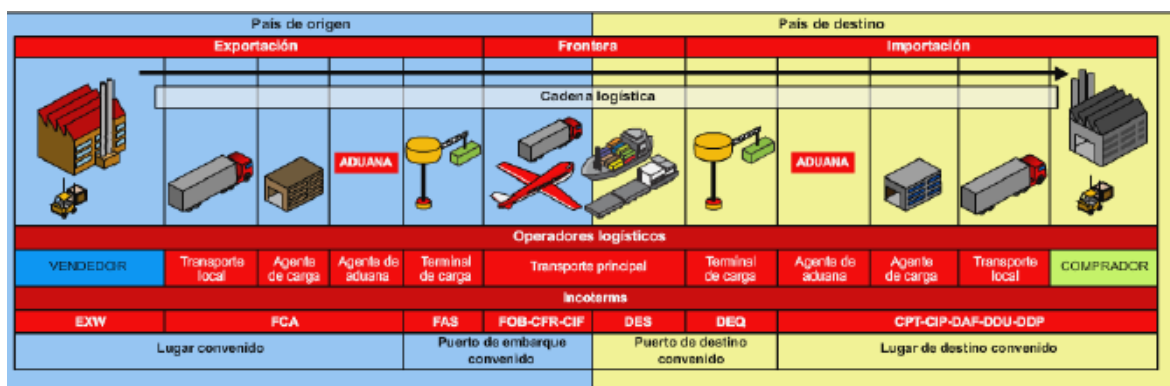 País de origen
País de destino
Exportación
Frontera
Importación
Cadena logística
ADUANA
ADUANA
Operadores logísticos
VENDEDOR
Transporte
local
Agente
de carga
Agente de
aduana
Terminal
de carga
Transporte principal
Terminal
de carga
Agente de
aduana
Agente
de carga
Transporte
local
COMPRADOR
Incoterms
EXW
FCA
FAS
FOB-CFR-CIF
DES
DEQ
CPT-CIP-DAF-DDU-DDP
Lugar convenido
Puerto de embarque
convenido
Puerto de destino
convenido
Lugar de destino convenido